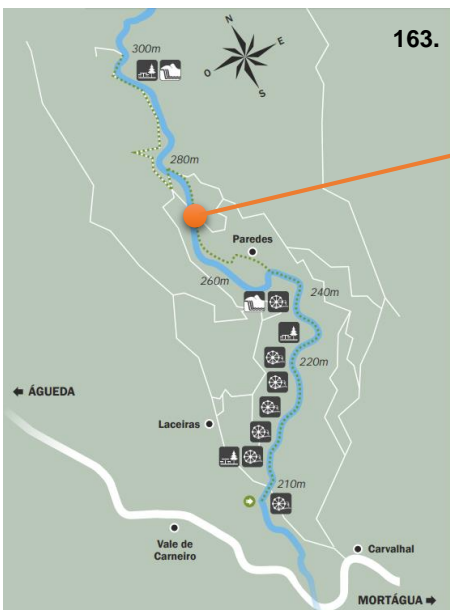 163.
N
E
O
S
300m
280m
Paredes
260m
240m
220m
⬅ ÁGUEDA
Laceiras
210m
Vale de
Carneiro
Carvalhal
MORTÁGUA ➡